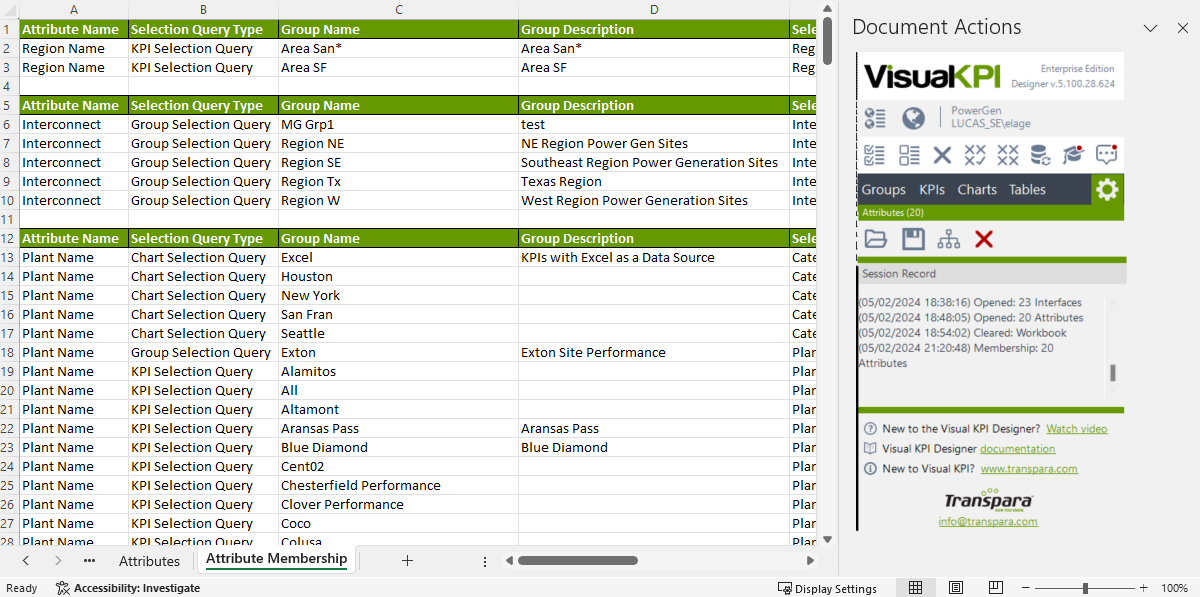 A B C D
1 Attribute Name Selection Query Type Group Name Group Description Sele
2 Region Name KPI Selection Query Area San* Area San* Reg
3 Region Name KPI Selection Query Area SF Area SF Reg
4
5 Attribute Name Selection Query Type Group Name Group Description Sele
6 Interconnect Group Selection Query MG Grp1 test Inte
7 Interconnect Group Selection Query Region NE NE Region Power Gen Sites Inte
8 Interconnect Group Selection Query Region SE Southeast Region Power Generation Sites Inte
9 Interconnect Group Selection Query Region Tx Texas Region Inte
10 Interconnect Group Selection Query Region W West Region Power Generation Sites Inte
11
12 Attribute Name Selection Query Type Group Name Group Description Sele
13 Plant Name Chart Selection Query Excel KPIs with Excel as a Data Source Cate
14 Plant Name Chart Selection Query Houston Cate
15 Plant Name Chart Selection Query New York Cate
16 Plant Name Chart Selection Query San Fran Cate
17 Plant Name Chart Selection Query Seattle Cate
18 Plant Name Group Selection Query Exton Exton Site Performance Plar
19 Plant Name KPI Selection Query Alamitos Plar
20 Plant Name KPI Selection Query All Plar
21 Plant Name KPI Selection Query Altamont Plar
22 Plant Name KPI Selection Query Aransas Pass Aransas Pass Plar
23 Plant Name KPI Selection Query Blue Diamond Blue Diamond Plar
24 Plant Name KPI Selection Query Cent02 Plar
25 Plant Name KPI Selection Query Chesterfield Performance Plar
26 Plant Name KPI Selection Query Clover Performance Plar
27 Plant Name KPI Selection Query Coco Plar
28 Plant Name KPI Selection Query Colusa Plar
Attributes Attribute Membership
Ready Accessibility: Investigate Display Settings 100%
Document Actions
VisualKPI Enterprise Edition
Designer v.5.100.28.624
PowerGen
LUCAS_SE\elage
Groups KPIs Charts Tables
Attributes (20)
Session Record
(05/02/2024 18:38:16) Opened: 23 Interfaces
(05/02/2024 18:48:05) Opened: 20 Attributes
(05/02/2024 18:54:02) Cleared: Workbook
(05/02/2024 21:20:48) Membership: 20
Attributes
New to the Visual KPI Designer? Watch video
Visual KPI Designer documentation
New to Visual KPI? www.transpara.com
Transpara
info@transpara.com